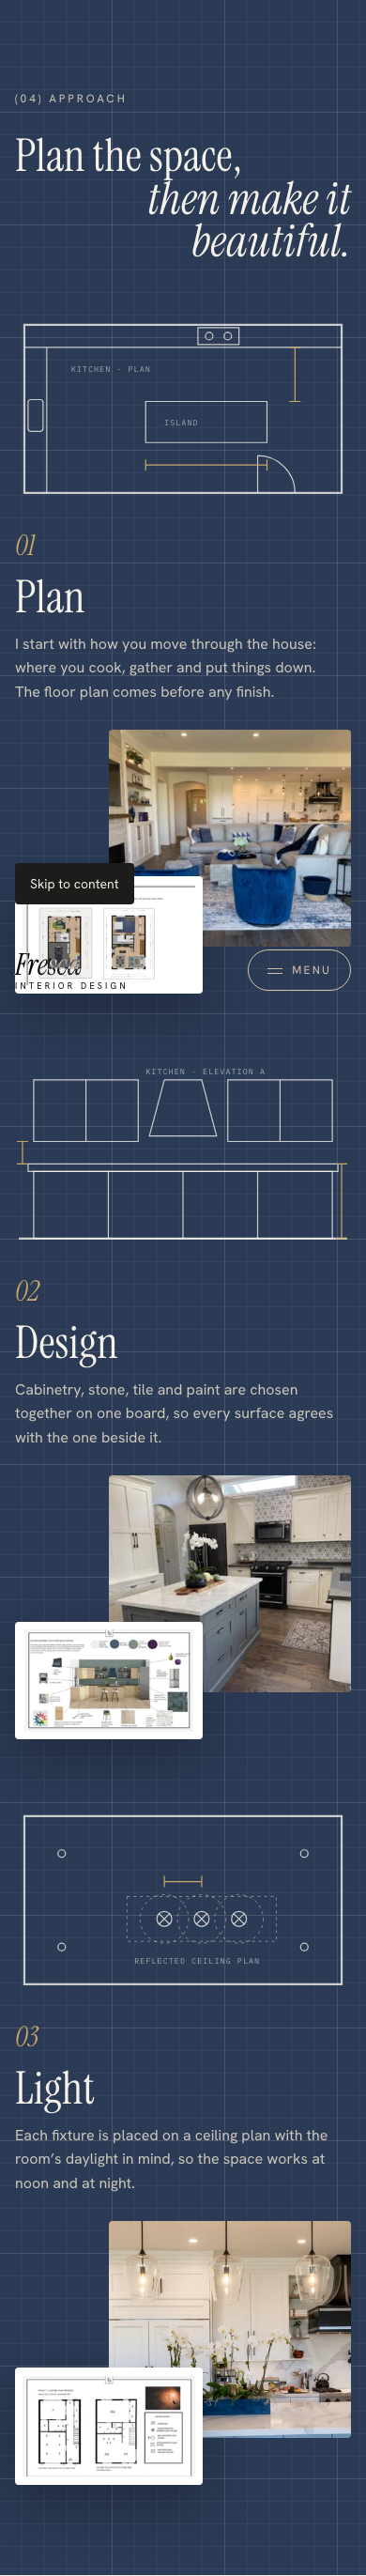 (04) APPROACH
Plan the space,
then make it
beautiful.
KITCHEN - PLAN
ISLAND
01
Plan
I start with how you move through the house:
where you cook, gather and put things down.
The floor plan comes before any finish.
Skip to content
Fresca
INTERIOR DESIGN
MENU
KITCHEN - ELEVATION A
02
Design
Cabinetry, stone, tile and paint are chosen
together on one board, so every surface agrees
with the one beside it.
REFLECTED CEILING PLAN
03
Light
Each fixture is placed on a ceiling plan with the
room’s daylight in mind, so the space works at
noon and at night.